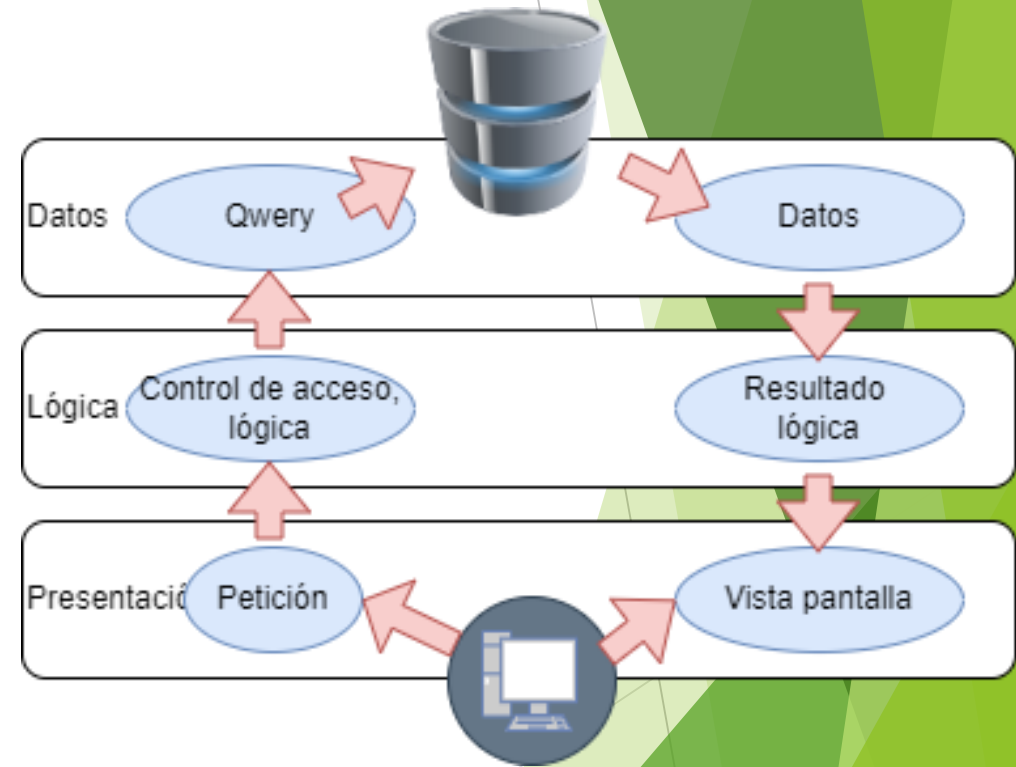 Datos
Qwery
Datos
Lógica
Control de acceso,
lógica
Resultado
lógica
Presentació
Petición
Vista pantalla